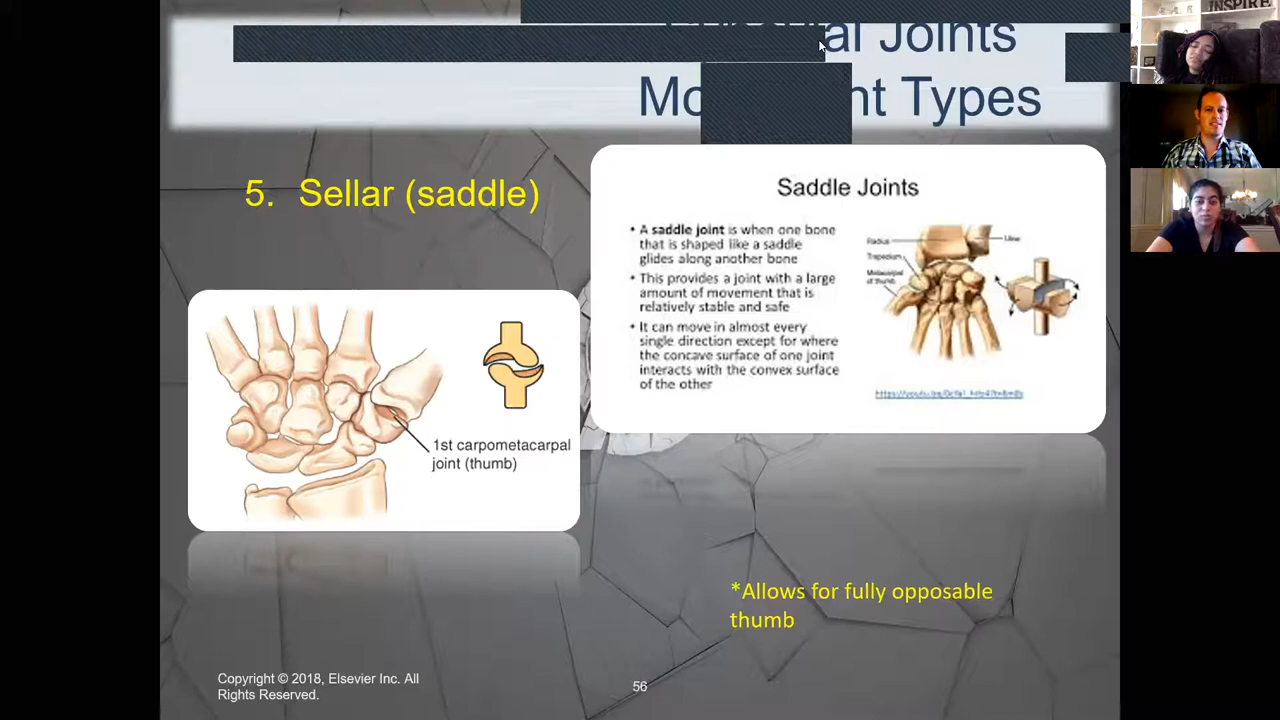 al Joints
Mo nt Types
INSPIRE
5. Sellar (saddle)
Saddle Joints
• A saddle joint is when one bone
that is shaped like a saddle
glides along another bone
• This provides a joint with a large
amount of movement that is
relatively stable and safe
• It can move in almost every
single direction except for where
the concave surface of one joint
interacts with the convex surface
of the other
Radius
Ulna
Trapezium
Metacarpal
of thumb
1st carpometacarpal
joint (thumb)
*Allows for fully opposable
thumb
Copyright © 2018, Elsevier Inc. All
Rights Reserved.
56